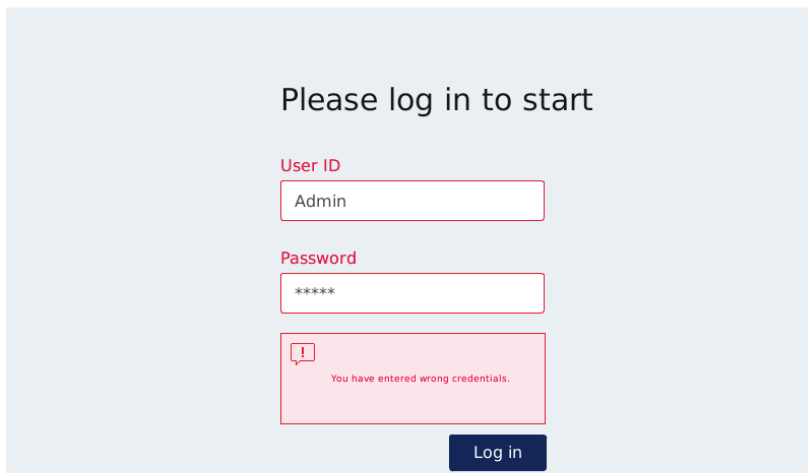 Please log in to start
User ID
Admin
Password
*****
!
You have entered wrong credentials.
Log in